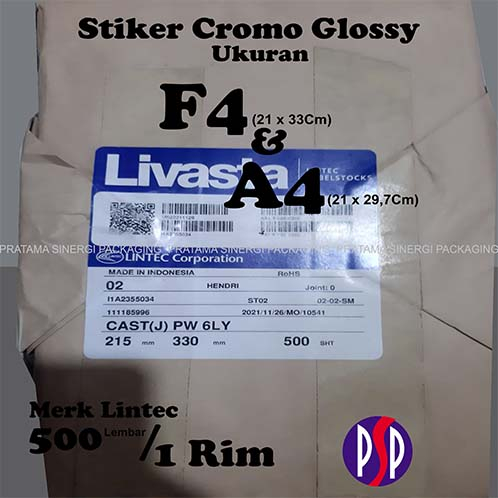 Stiker Cromo Glossy
Ukuran
F4 (21 x 33Cm)
&
A4 (21 x 29,7Cm)
Livasta
LINTEC
PRATAMA SINERGI PACKAGING PRATAMA SINERGI PACKAGING PRATAMA SINERGI PACKAGING
LINTEC Corporation
MADE IN INDONESIA RoHS
02 HENDRI Joint: 0
I1A2355034 ST02 02-02-SM
111185996 2021/11/26/MO/10541
CAST(J) PW 6LY
215 mm 330 mm 500 SHT
Merk Lintec
500 Lembar/1 Rim
PSP